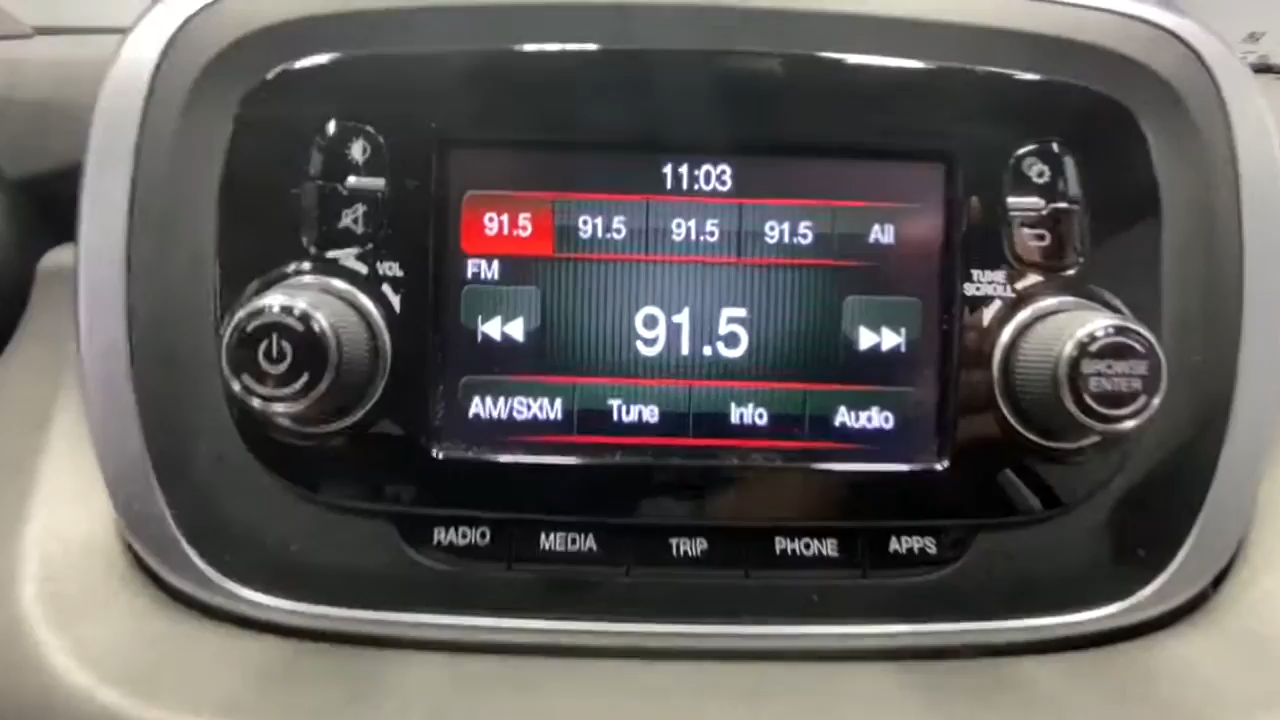 11:03
91.5 91.5 91.5 91.5 All
FM
VOL
TUNE
SCROLL
91.5
BROWSE
ENTER
AM/SXM Tune Info Audio
RADIO MEDIA TRIP PHONE APPS